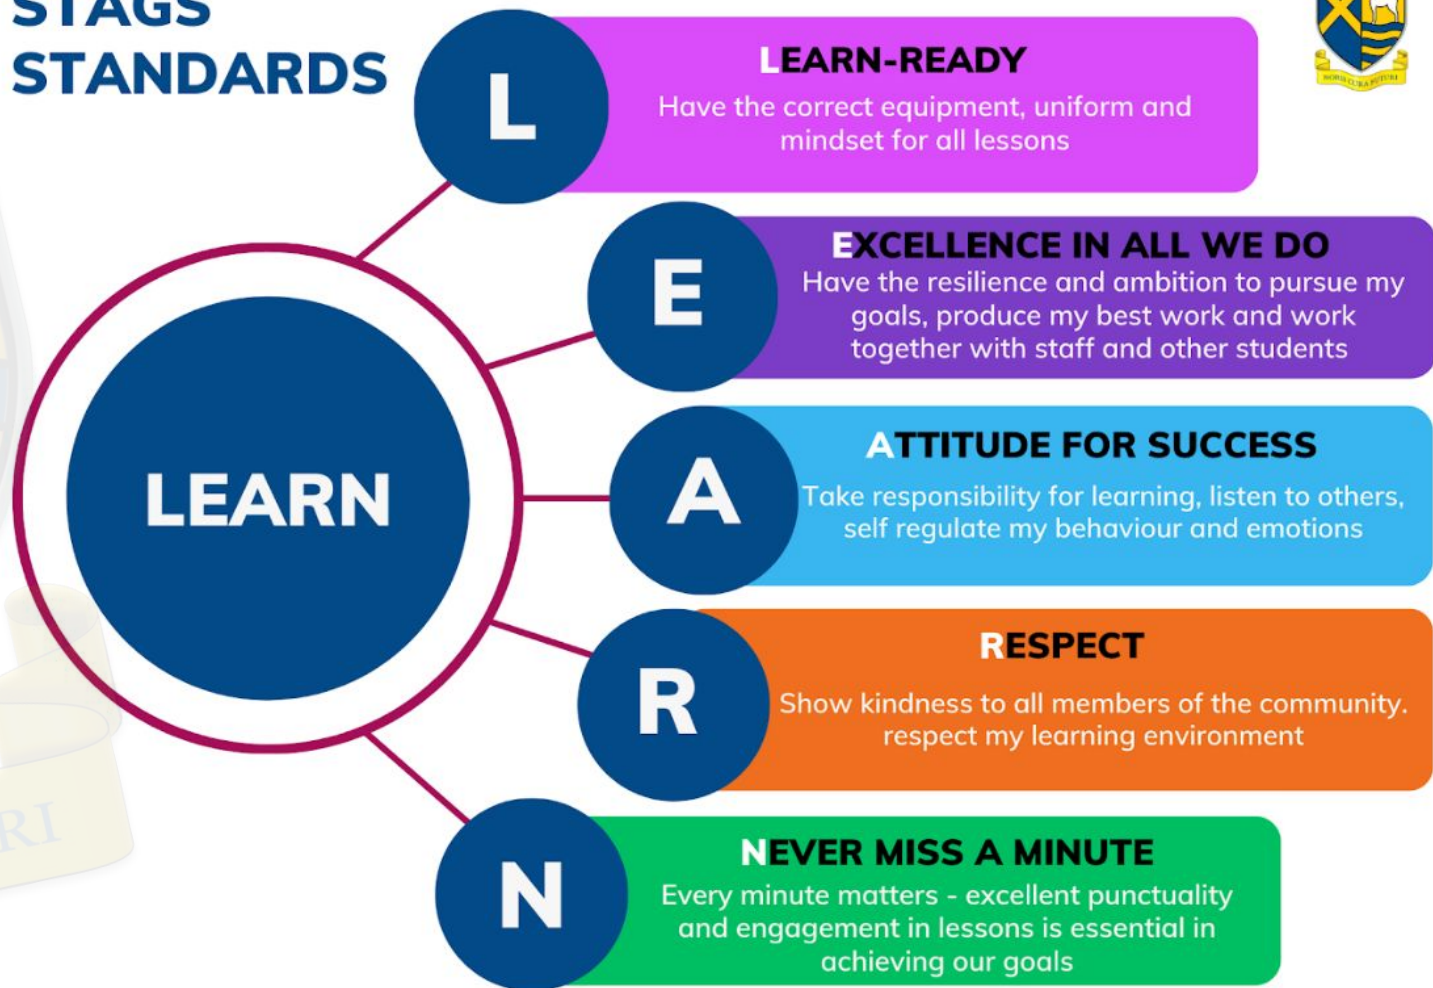 STAGS
STANDARDS
L
LEARN-READY
Have the correct equipment, uniform and
mindset for all lessons
E
EXCELLENCE IN ALL WE DO
Have the resilience and ambition to pursue my
goals, produce my best work and work
together with staff and other students
LEARN
A
ATTITUDE FOR SUCCESS
Take responsibility for learning, listen to others,
self regulate my behaviour and emotions
R
RESPECT
Show kindness to all members of the community.
respect my learning environment
N
NEVER MISS A MINUTE
Every minute matters - excellent punctuality
and engagement in lessons is essential in
achieving our goals
NOBIS CURA FUTURI
RI